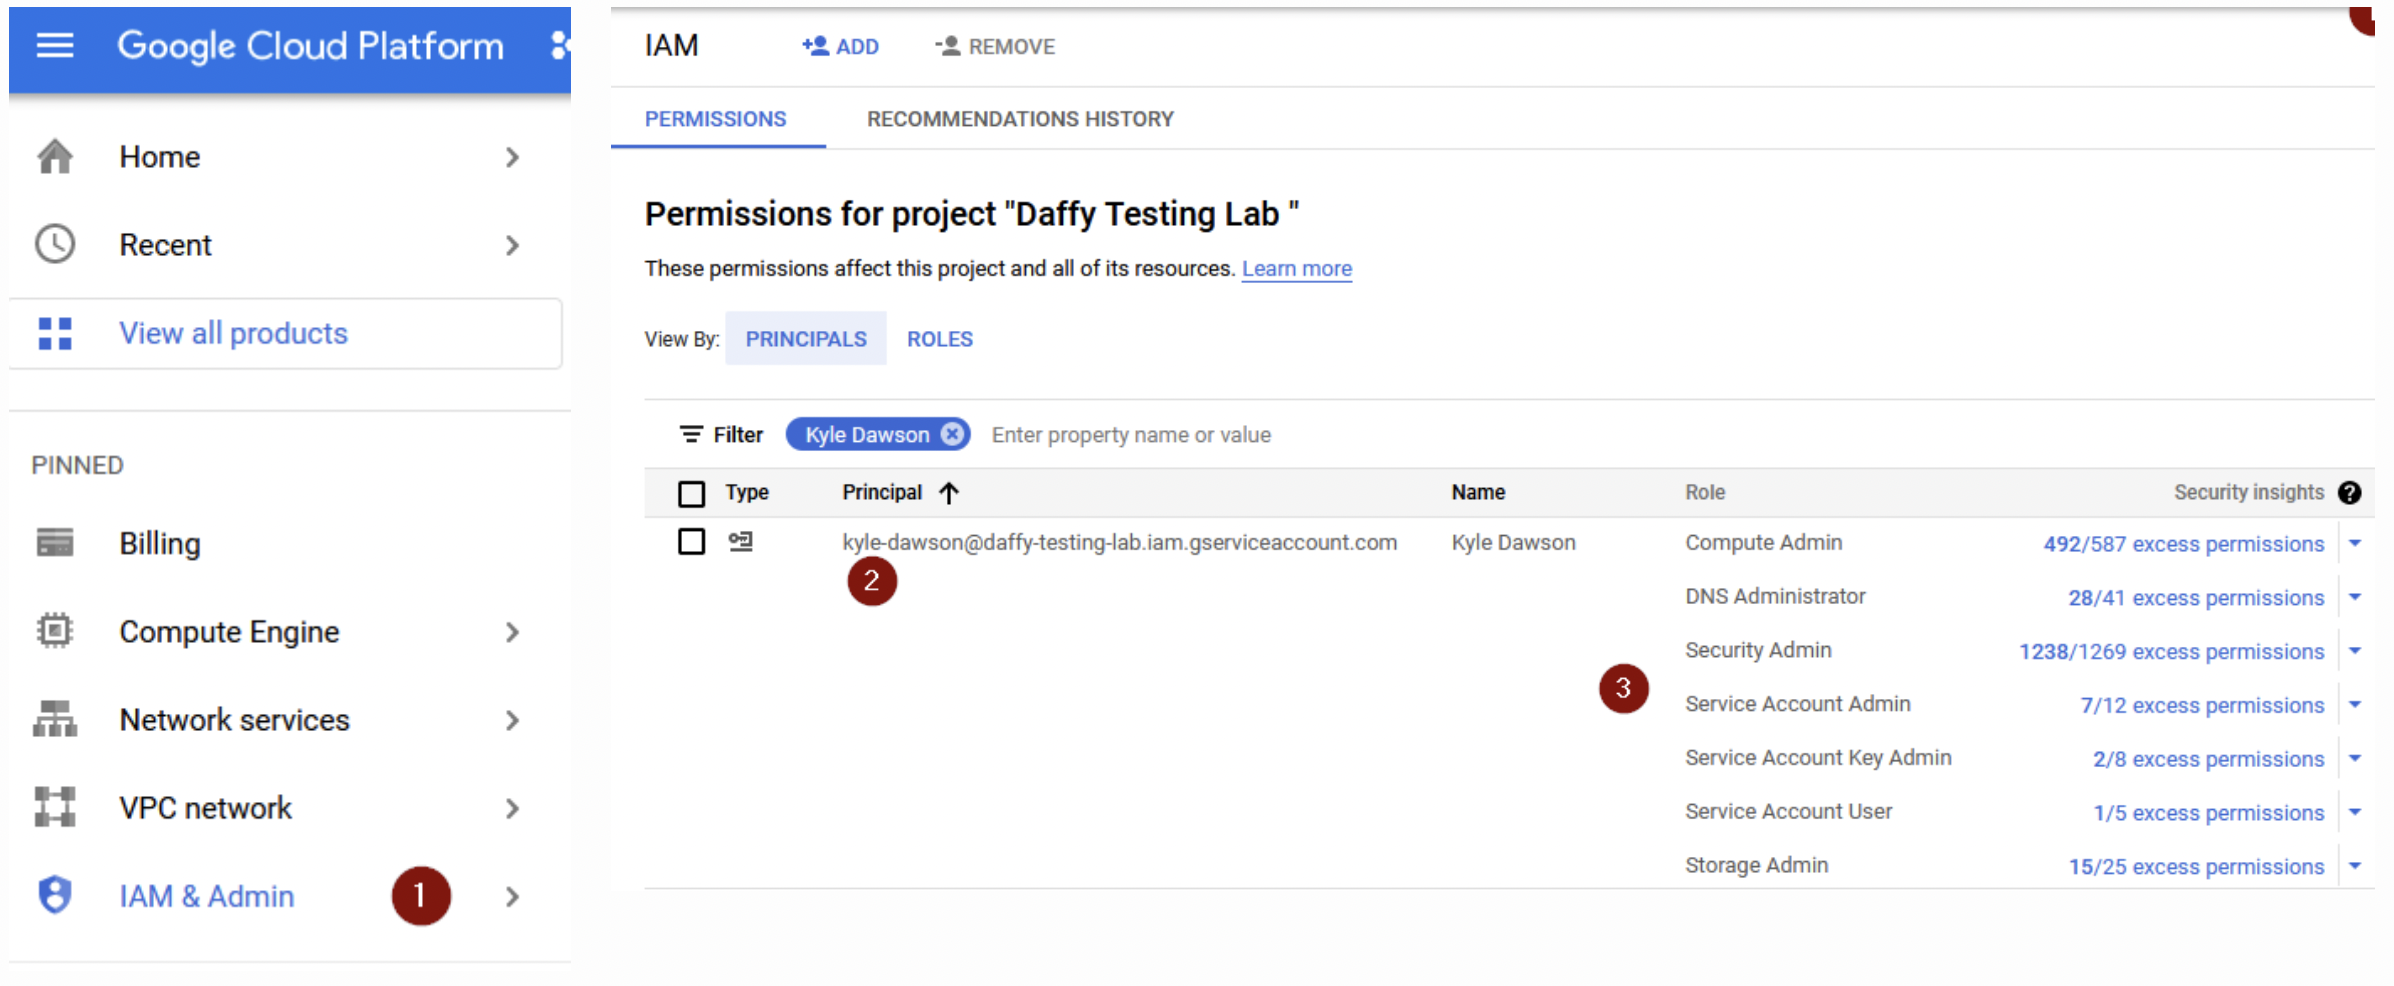 Google Cloud Platform
Home
Recent
View all products
PINNED
Billing
Compute Engine
Network services
VPC network
IAM & Admin
1
IAM
ADD
REMOVE
PERMISSIONS
RECOMMENDATIONS HISTORY
Permissions for project "Daffy Testing Lab "
These permissions affect this project and all of its resources. Learn more
View By: PRINCIPALS ROLES
Filter Kyle Dawson Enter property name or value
Type Principal Name Role Security insights ?
kyle-dawson@daffy-testing-lab.iam.gserviceaccount.com Kyle Dawson Compute Admin 492/587 excess permissions
2
DNS Administrator 28/41 excess permissions
Security Admin 1238/1269 excess permissions
3
Service Account Admin 7/12 excess permissions
Service Account Key Admin 2/8 excess permissions
Service Account User 1/5 excess permissions
Storage Admin 15/25 excess permissions